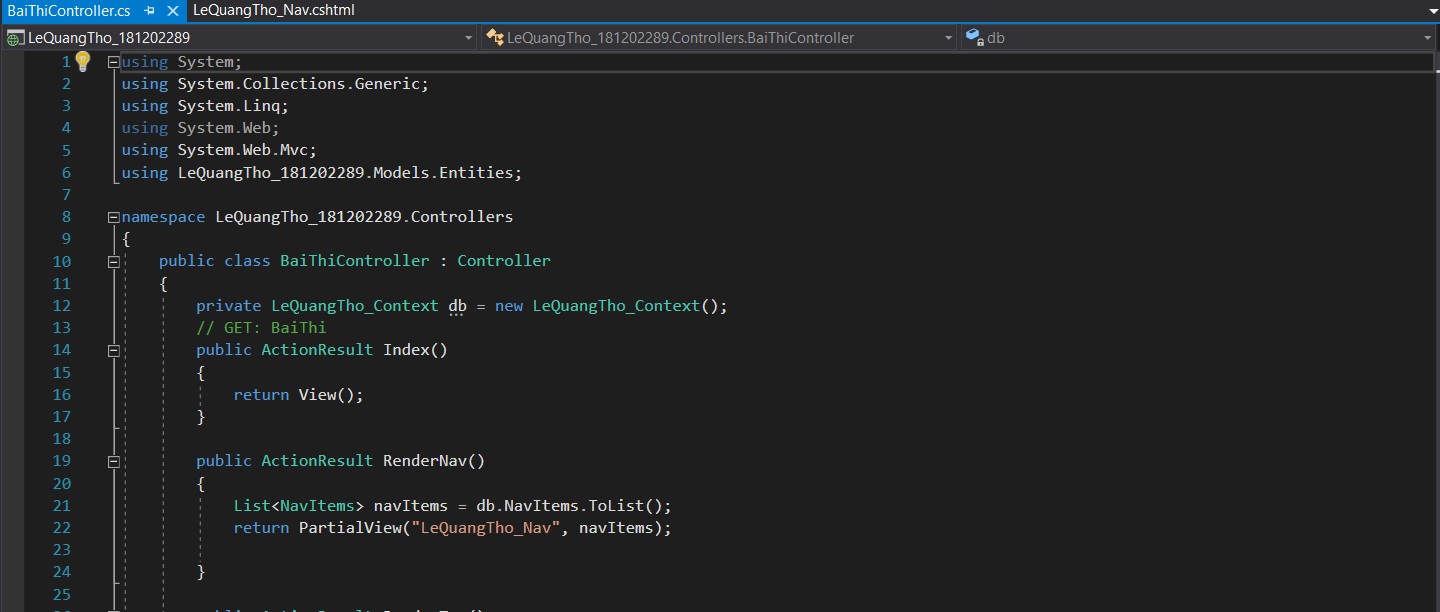 BaiThiController.cs LeQuangTho_Nav.cshtml
LeQuangTho_181202289 LeQuangTho_181202289.Controllers.BaiThiController db
1 using System;
2 using System.Collections.Generic;
3 using System.Linq;
4 using System.Web;
5 using System.Web.Mvc;
6 using LeQuangTho_181202289.Models.Entities;
7
8 namespace LeQuangTho_181202289.Controllers
9 {
10 public class BaiThiController : Controller
11 {
12 private LeQuangTho_Context db = new LeQuangTho_Context();
13 // GET: BaiThi
14 public ActionResult Index()
15 {
16 return View();
17 }
18
19 public ActionResult RenderNav()
20 {
21 List<NavItems> navItems = db.NavItems.ToList();
22 return PartialView("LeQuangTho_Nav", navItems);
23
24 }
25